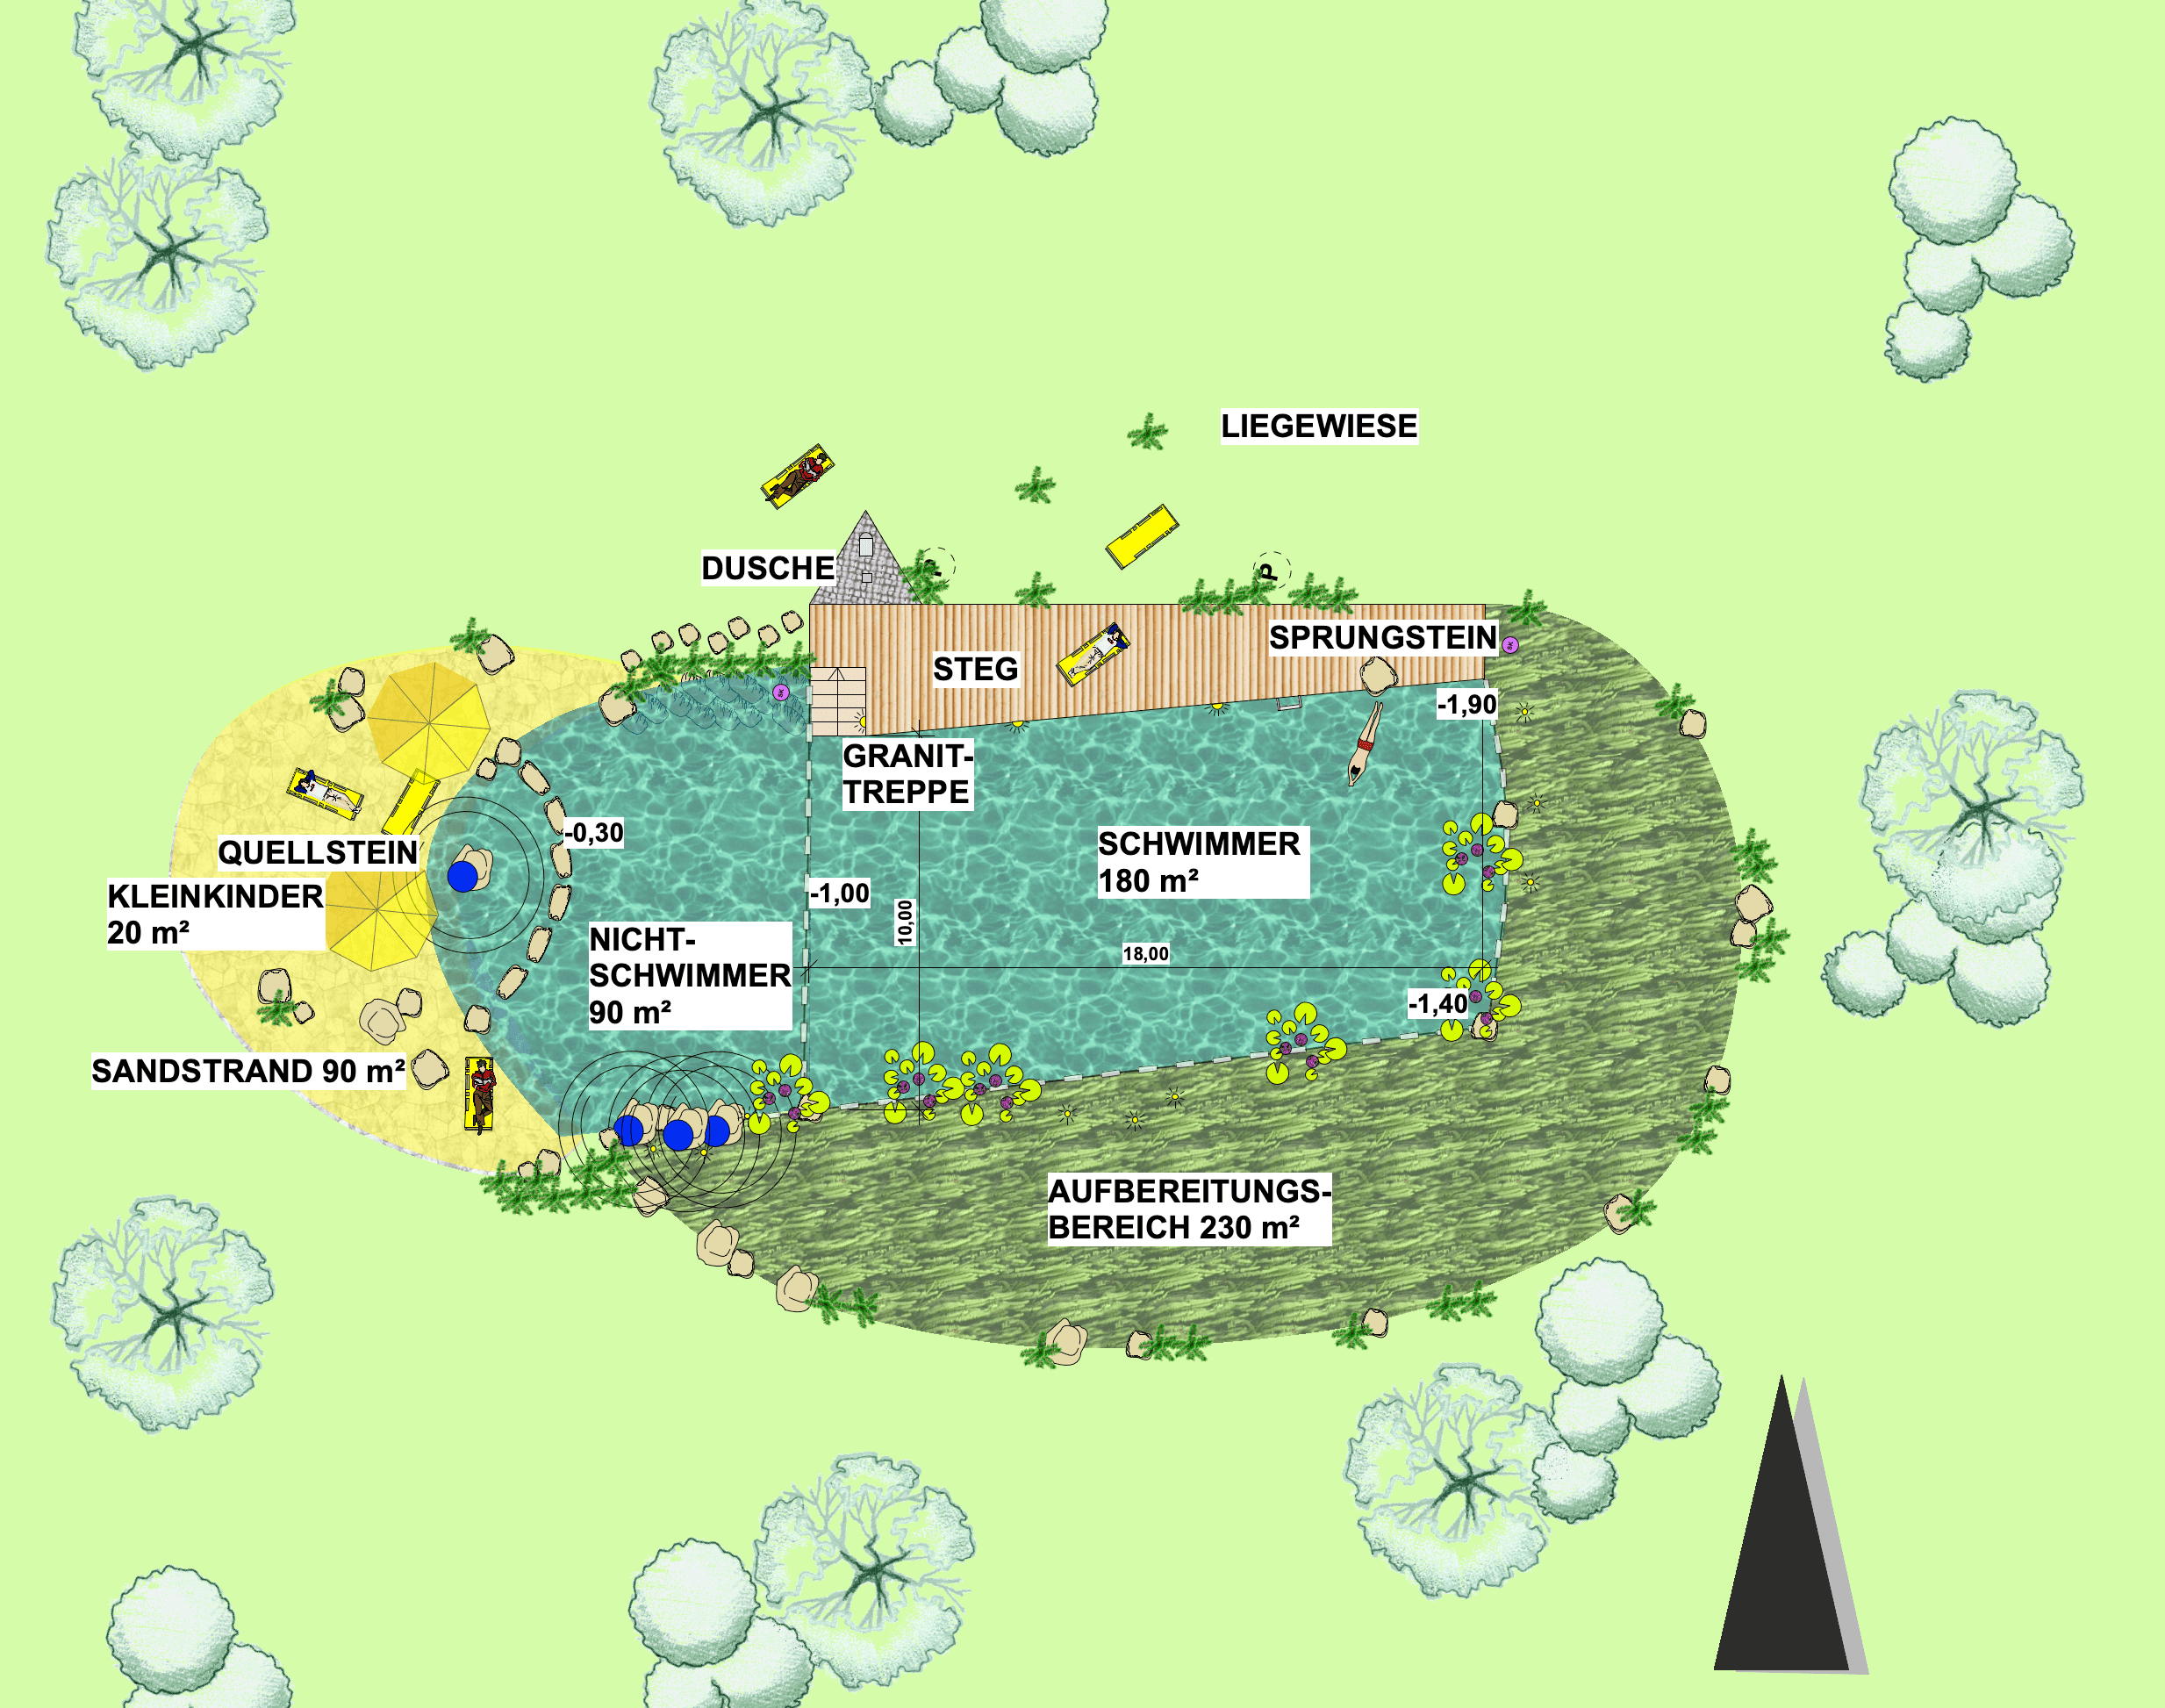 LIEGEWIESE
DUSCHE
P
P
SPRUNGSTEIN
STEG
-1,90
GRANIT-
TREPPE
-0,30
SCHWIMMER
180 m²
QUELLSTEIN
KLEINKINDER
20 m²
-1,00
10,00
NICHT-
SCHWIMMER
90 m²
18,00
-1,40
SANDSTRAND 90 m²
AUFBEREITUNGS-
BEREICH 230 m²